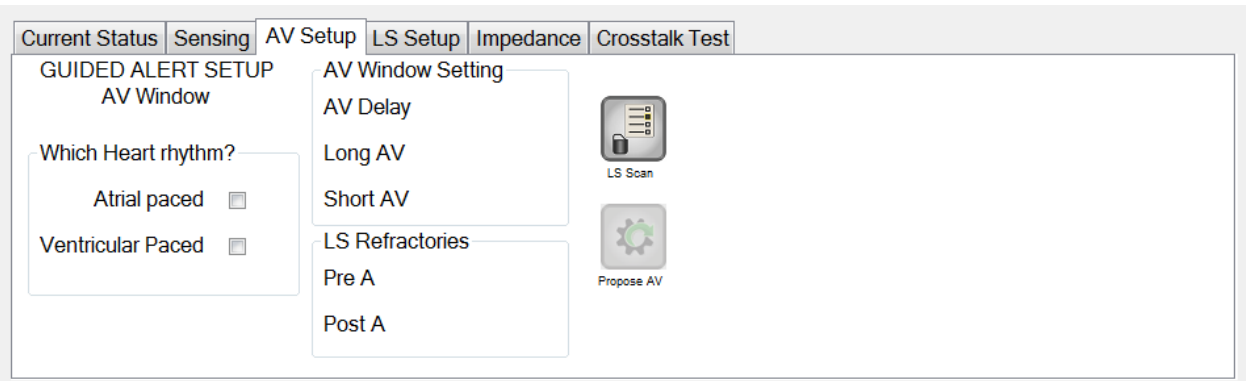 Current Status Sensing AV Setup LS Setup Impedance Crosstalk Test
GUIDED ALERT SETUP
AV Window
Which Heart rhythm?
Atrial paced
Ventricular Paced
AV Window Setting
AV Delay
Long AV
Short AV
LS Refractories
Pre A
Post A
LS Scan
Propose AV